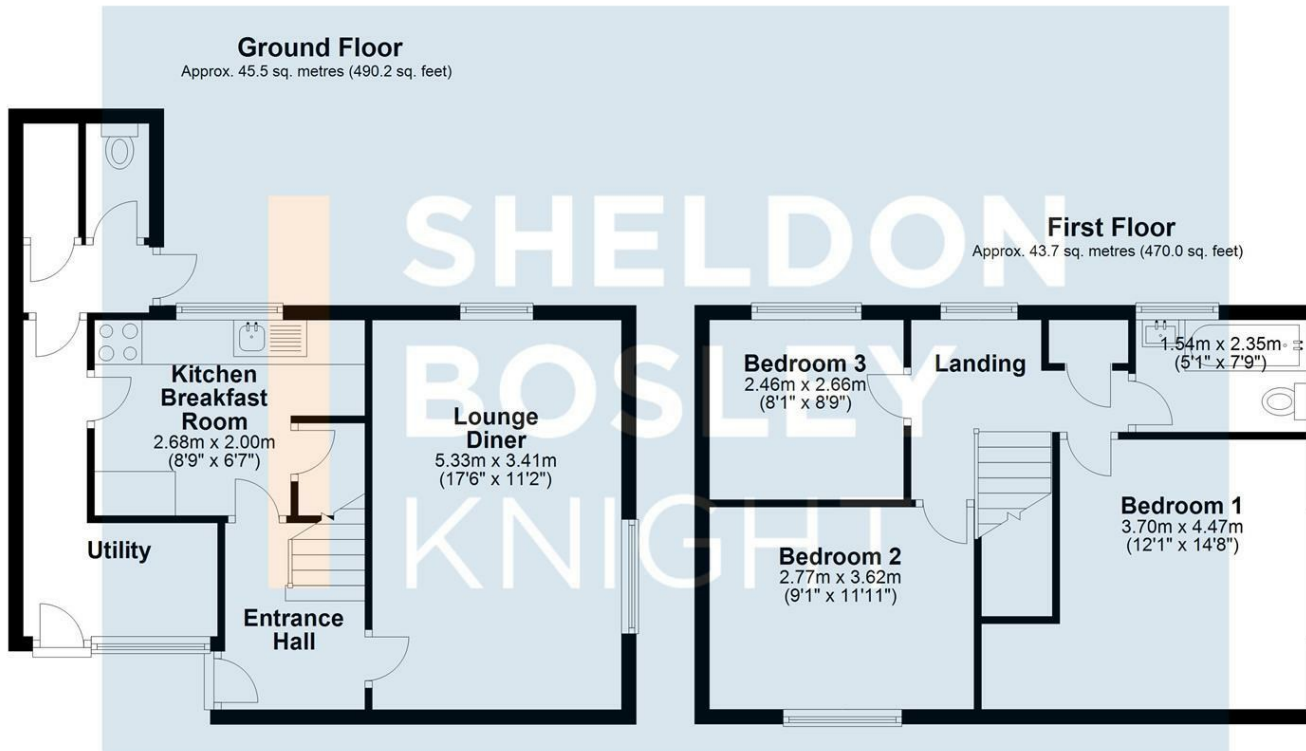 Ground Floor
Approx. 45.5 sq. metres (490.2 sq. feet)
Kitchen
Breakfast
Room
2.68m x 2.00m
(8'9" x 6'7")
Lounge
Diner
5.33m x 3.41m
(17'6" x 11'2")
Utility
Entrance
Hall
First Floor
Approx. 43.7 sq. metres (470.0 sq. feet)
Bedroom 3
2.46m x 2.66m
(8'1" x 8'9")
Landing
1.54m x 2.35m
(5'1" x 7'9")
Bedroom 2
2.77m x 3.62m
(9'1" x 11'11")
Bedroom 1
3.70m x 4.47m
(12'1" x 14'8")
SHELDON
BOSLEY
KNIGHT